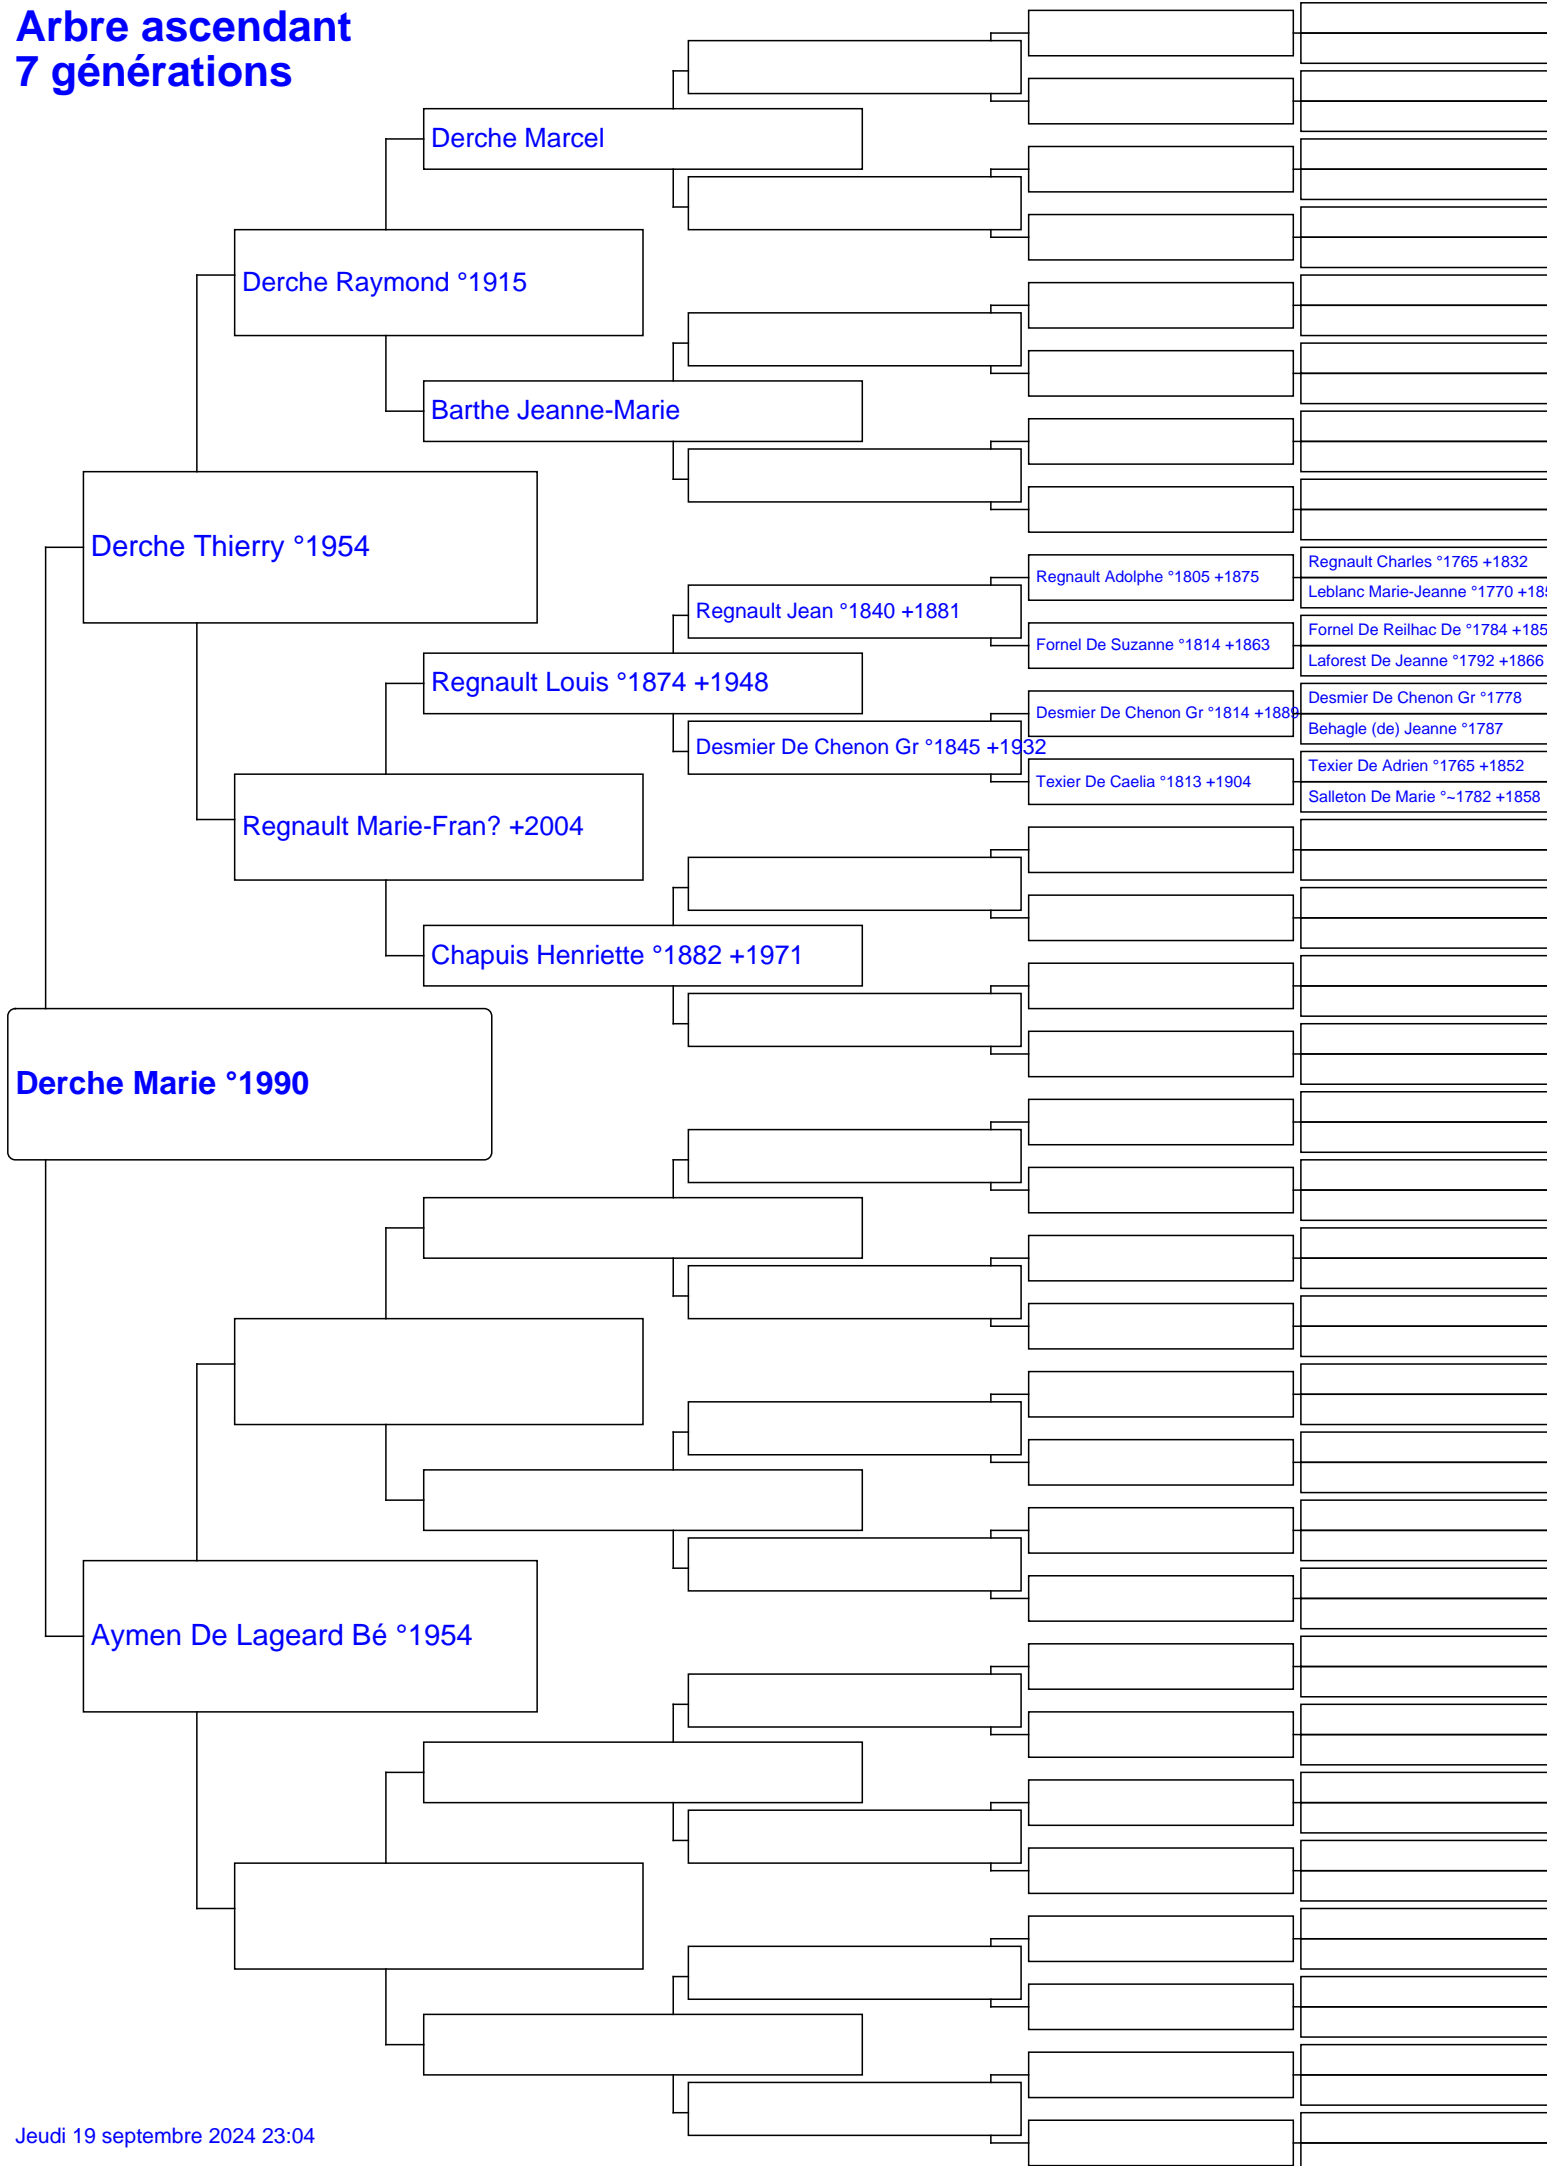 Arbre ascendant
7 générations
Derche Marcel
Derche Raymond °1915
Barthe Jeanne-Marie
Derche Thierry °1954
Regnault Charles °1765 +1832
Regnault Adolphe °1805 +1875
Leblanc Marie-Jeanne °1770 +185
Regnault Jean °1840 +1881
Fornel De Reilhac De °1784 +185
Fornel De Suzanne °1814 +1863
Laforest De Jeanne °1792 +1866
Regnault Louis °1874 +1948
Desmier De Chenon Gr °1778
Desmier De Chenon Gr °1814 +1889
Behagle (de) Jeanne °1787
Desmier De Chenon Gr °1845 +1932
Texier De Adrien °1765 +1852
Texier De Caelia °1813 +1904
Salleton De Marie °~1782 +1858
Regnault Marie-Fran? +2004
Chapuis Henriette °1882 +1971
Derche Marie °1990
Aymen De Lageard Bé °1954
Jeudi 19 septembre 2024 23:04